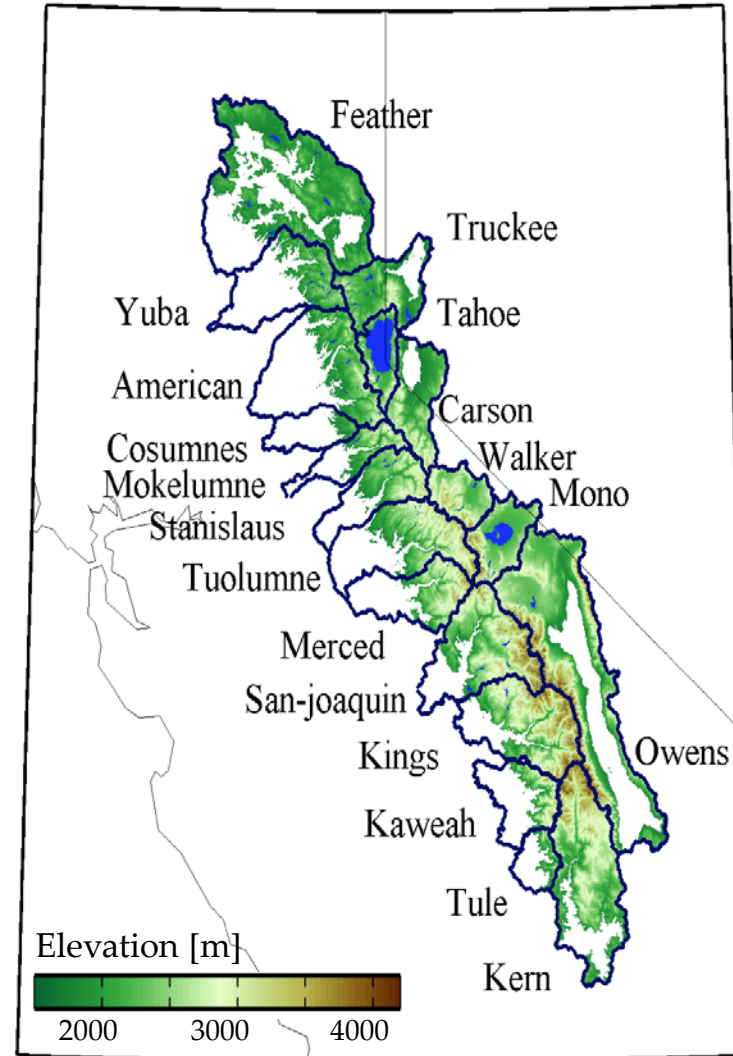 Feather
Truckee
Yuba
Tahoe
American
Carson
Cosumnes
Walker
Mokelumne
Mono
Stanislaus
Tuolumne
Merced
San-joaquin
Kings
Owens
Kaweah
Tule
Elevation [m]
Kern
2000 3000 4000